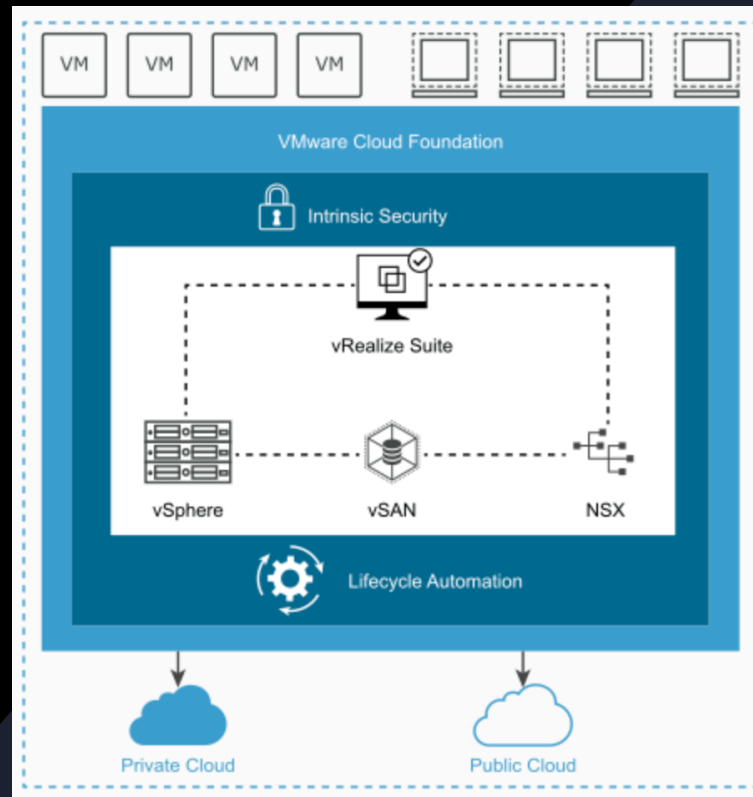 VM
VM
VM
VM
VMware Cloud Foundation
Intrinsic Security
vRealize Suite
vSphere
vSAN
NSX
Lifecycle Automation
Private Cloud
Public Cloud